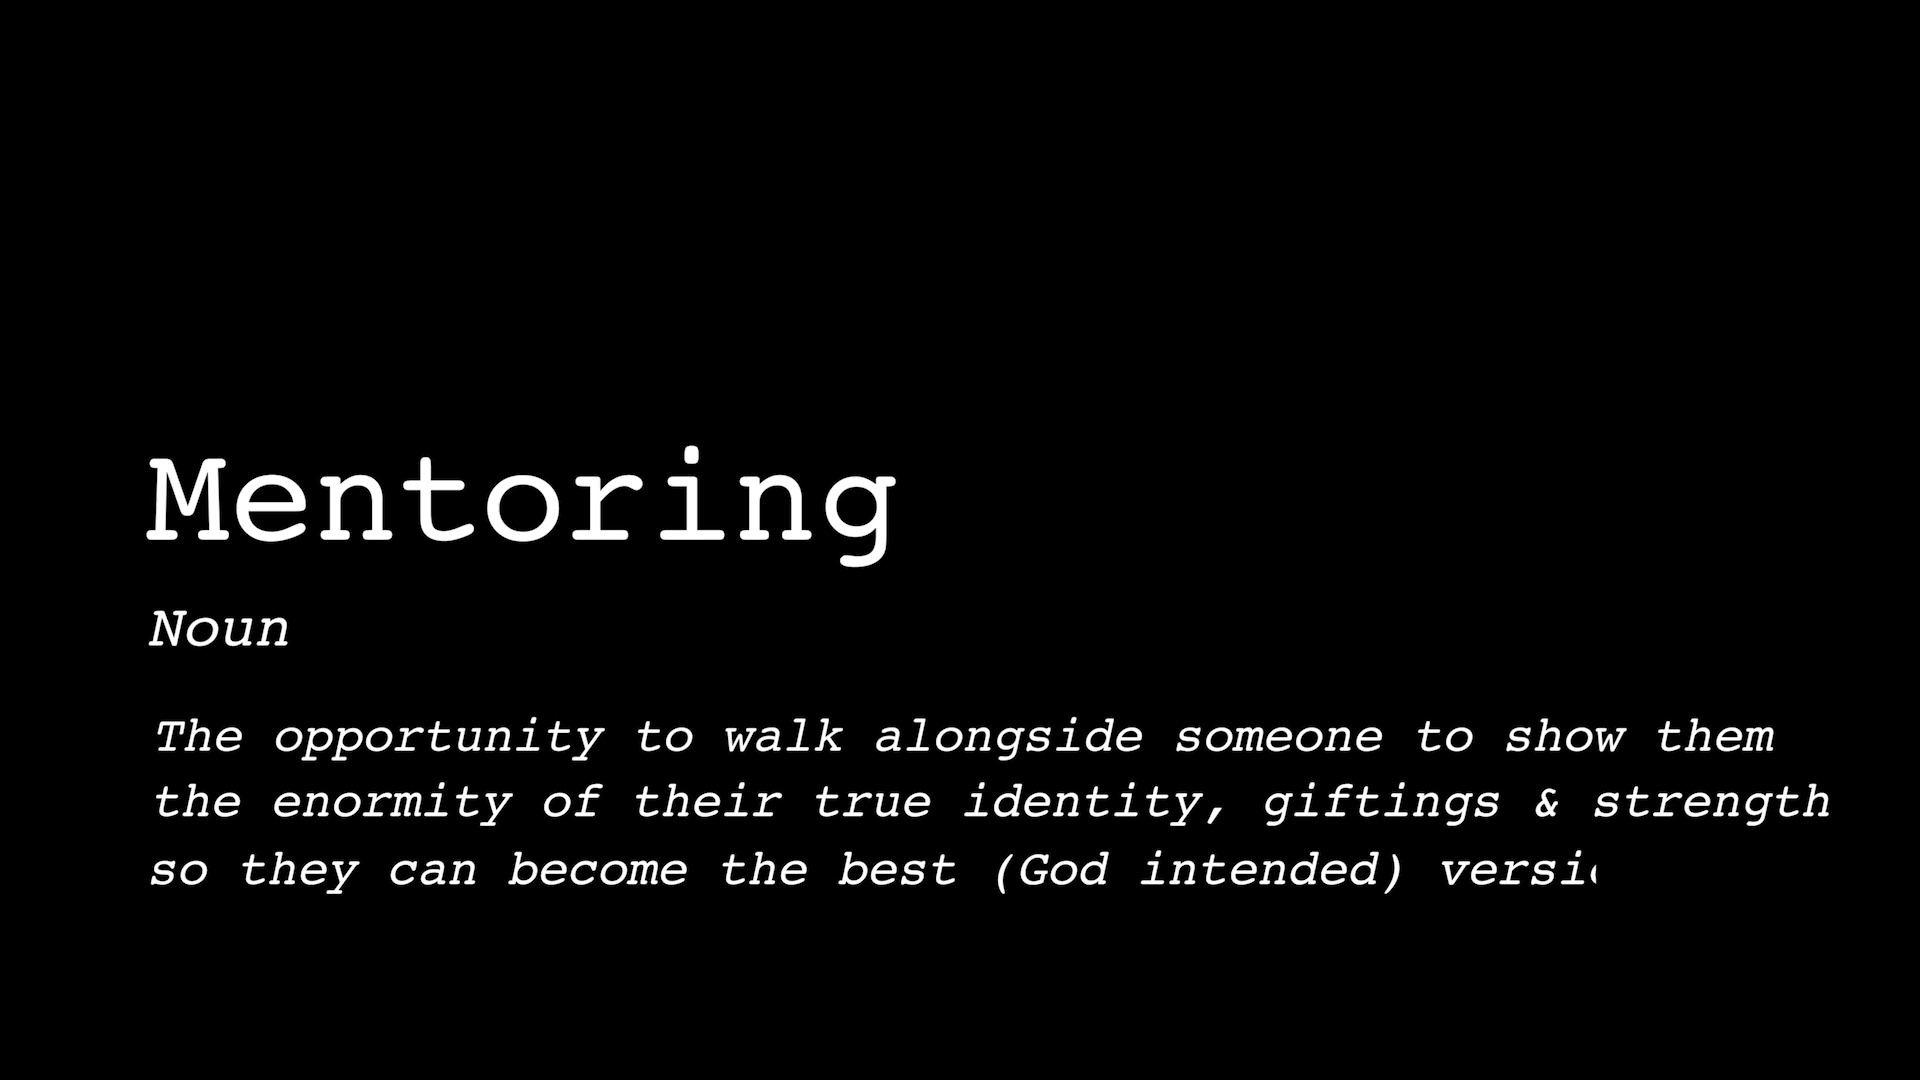 Mentoring
Noun
The opportunity to walk alongside someone to show them
the enormity of their true identity, giftings & strength
so they can become the best (God intended)